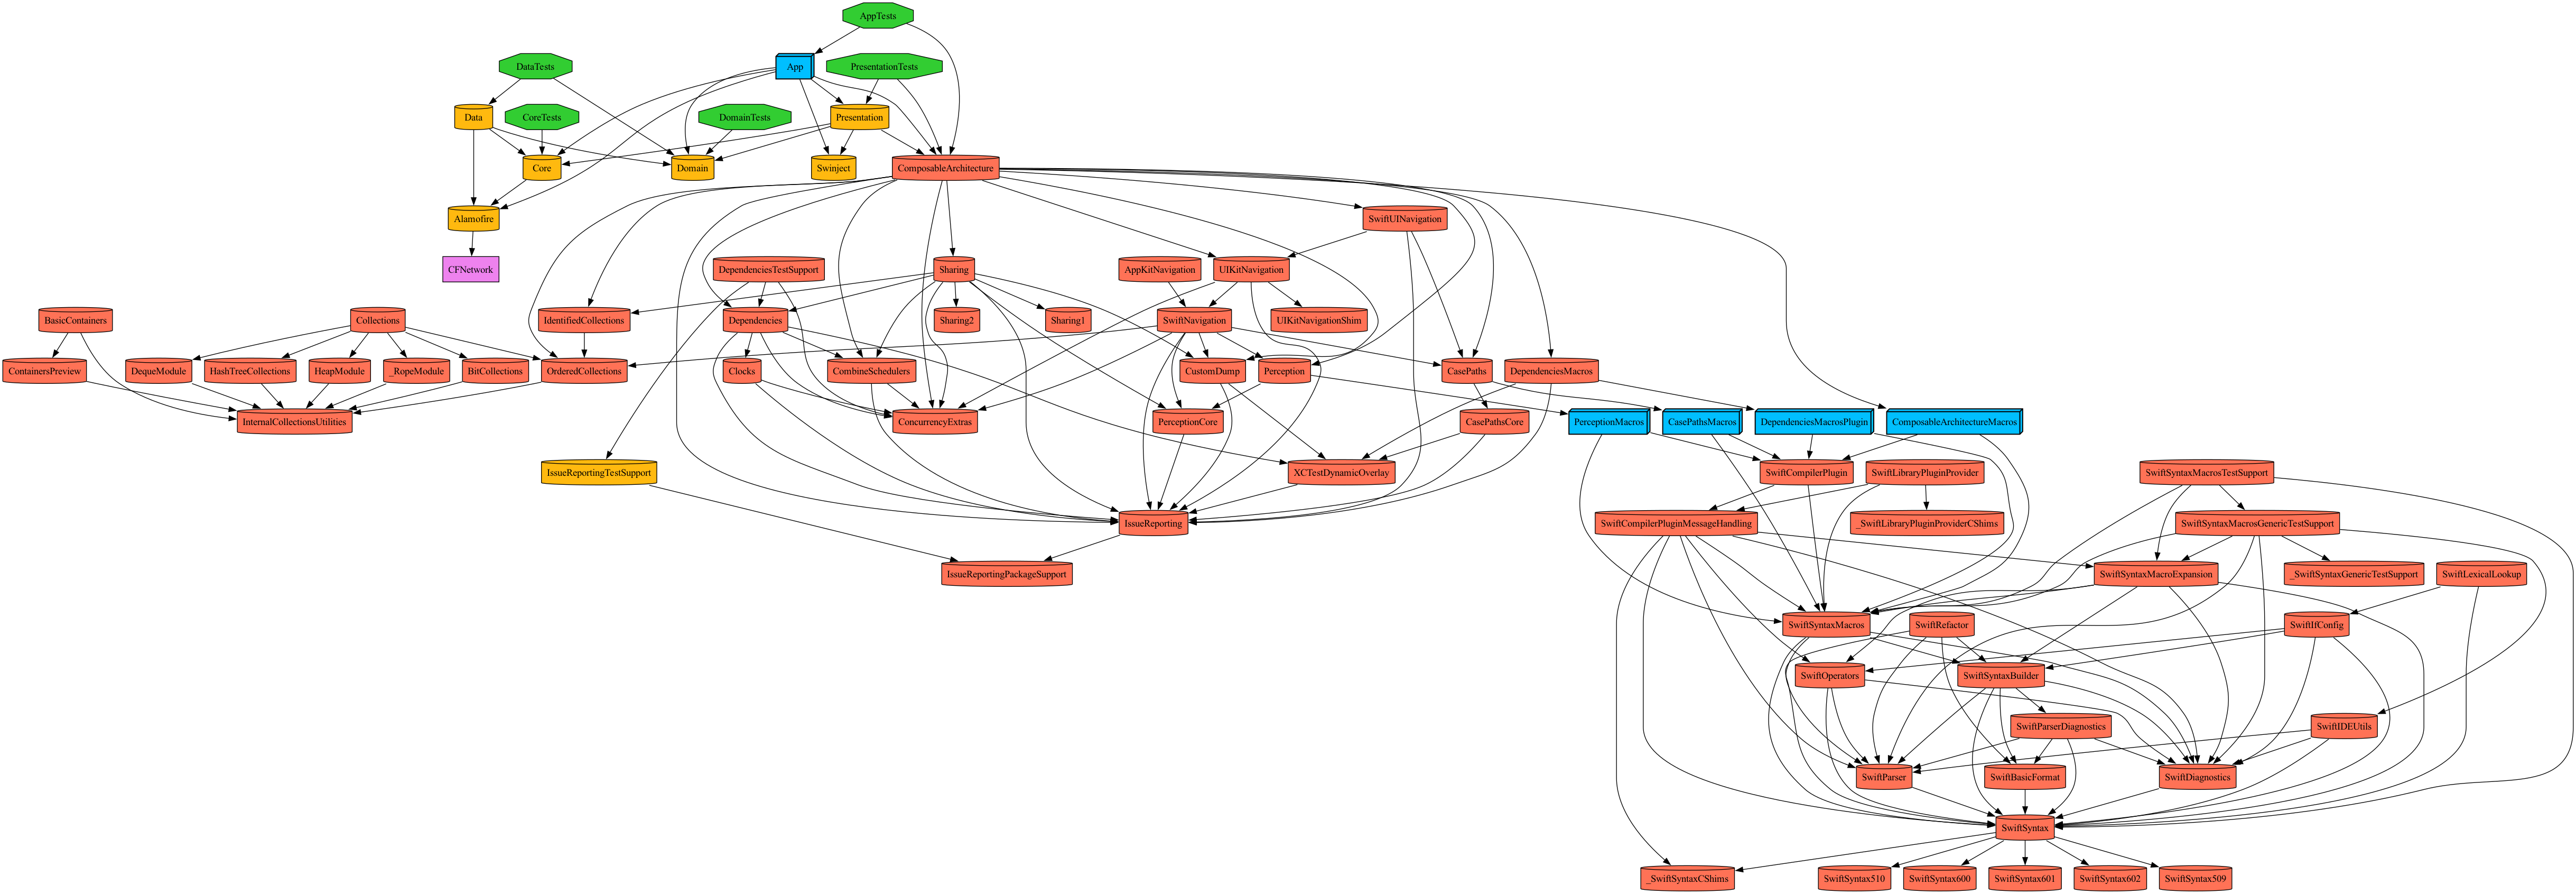 AppTests
DataTests
App
PresentationTests
Data
CoreTests
DomainTests
Presentation
Core
Domain
Swinject
ComposableArchitecture
Alamofire
SwiftUINavigation
CFNetwork
DependenciesTestSupport
Sharing
AppKitNavigation
UIKitNavigation
BasicContainers
Collections
IdentifiedCollections
Dependencies
Sharing2
Sharing1
SwiftNavigation
UIKitNavigationShim
ContainersPreview
DequeModule
HashTreeCollections
HeapModule
_RopeModule
BitCollections
OrderedCollections
Clocks
CombineSchedulers
CustomDump
Perception
CasePaths
DependenciesMacros
InternalCollectionsUtilities
ConcurrencyExtras
PerceptionCore
CasePathsCore
PerceptionMacros
CasePathsMacros
DependenciesMacrosPlugin
ComposableArchitectureMacros
IssueReportingTestSupport
XCTestDynamicOverlay
SwiftCompilerPlugin
SwiftLibraryPluginProvider
SwiftSyntaxMacrosTestSupport
IssueReporting
SwiftCompilerPluginMessageHandling
_SwiftLibraryPluginProviderCShims
SwiftSyntaxMacrosGenericTestSupport
IssueReportingPackageSupport
SwiftSyntaxMacroExpansion
_SwiftSyntaxGenericTestSupport
SwiftLexicalLookup
SwiftSyntaxMacros
SwiftRefactor
SwiftIfConfig
SwiftOperators
SwiftSyntaxBuilder
SwiftParserDiagnostics
SwiftIDEUtils
SwiftParser
SwiftBasicFormat
SwiftDiagnostics
SwiftSyntax
_SwiftSyntaxCShims
SwiftSyntax510
SwiftSyntax600
SwiftSyntax601
SwiftSyntax602
SwiftSyntax509